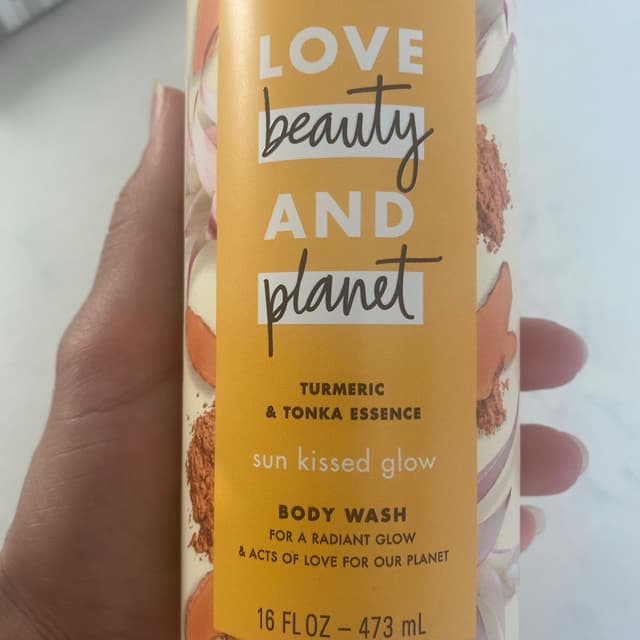 LOVE
beauty
AND
planet
TURMERIC
& TONKA ESSENCE
sun kissed glow
BODY WASH
FOR A RADIANT GLOW
& ACTS OF LOVE FOR OUR PLANET
16 FL OZ – 473 mL